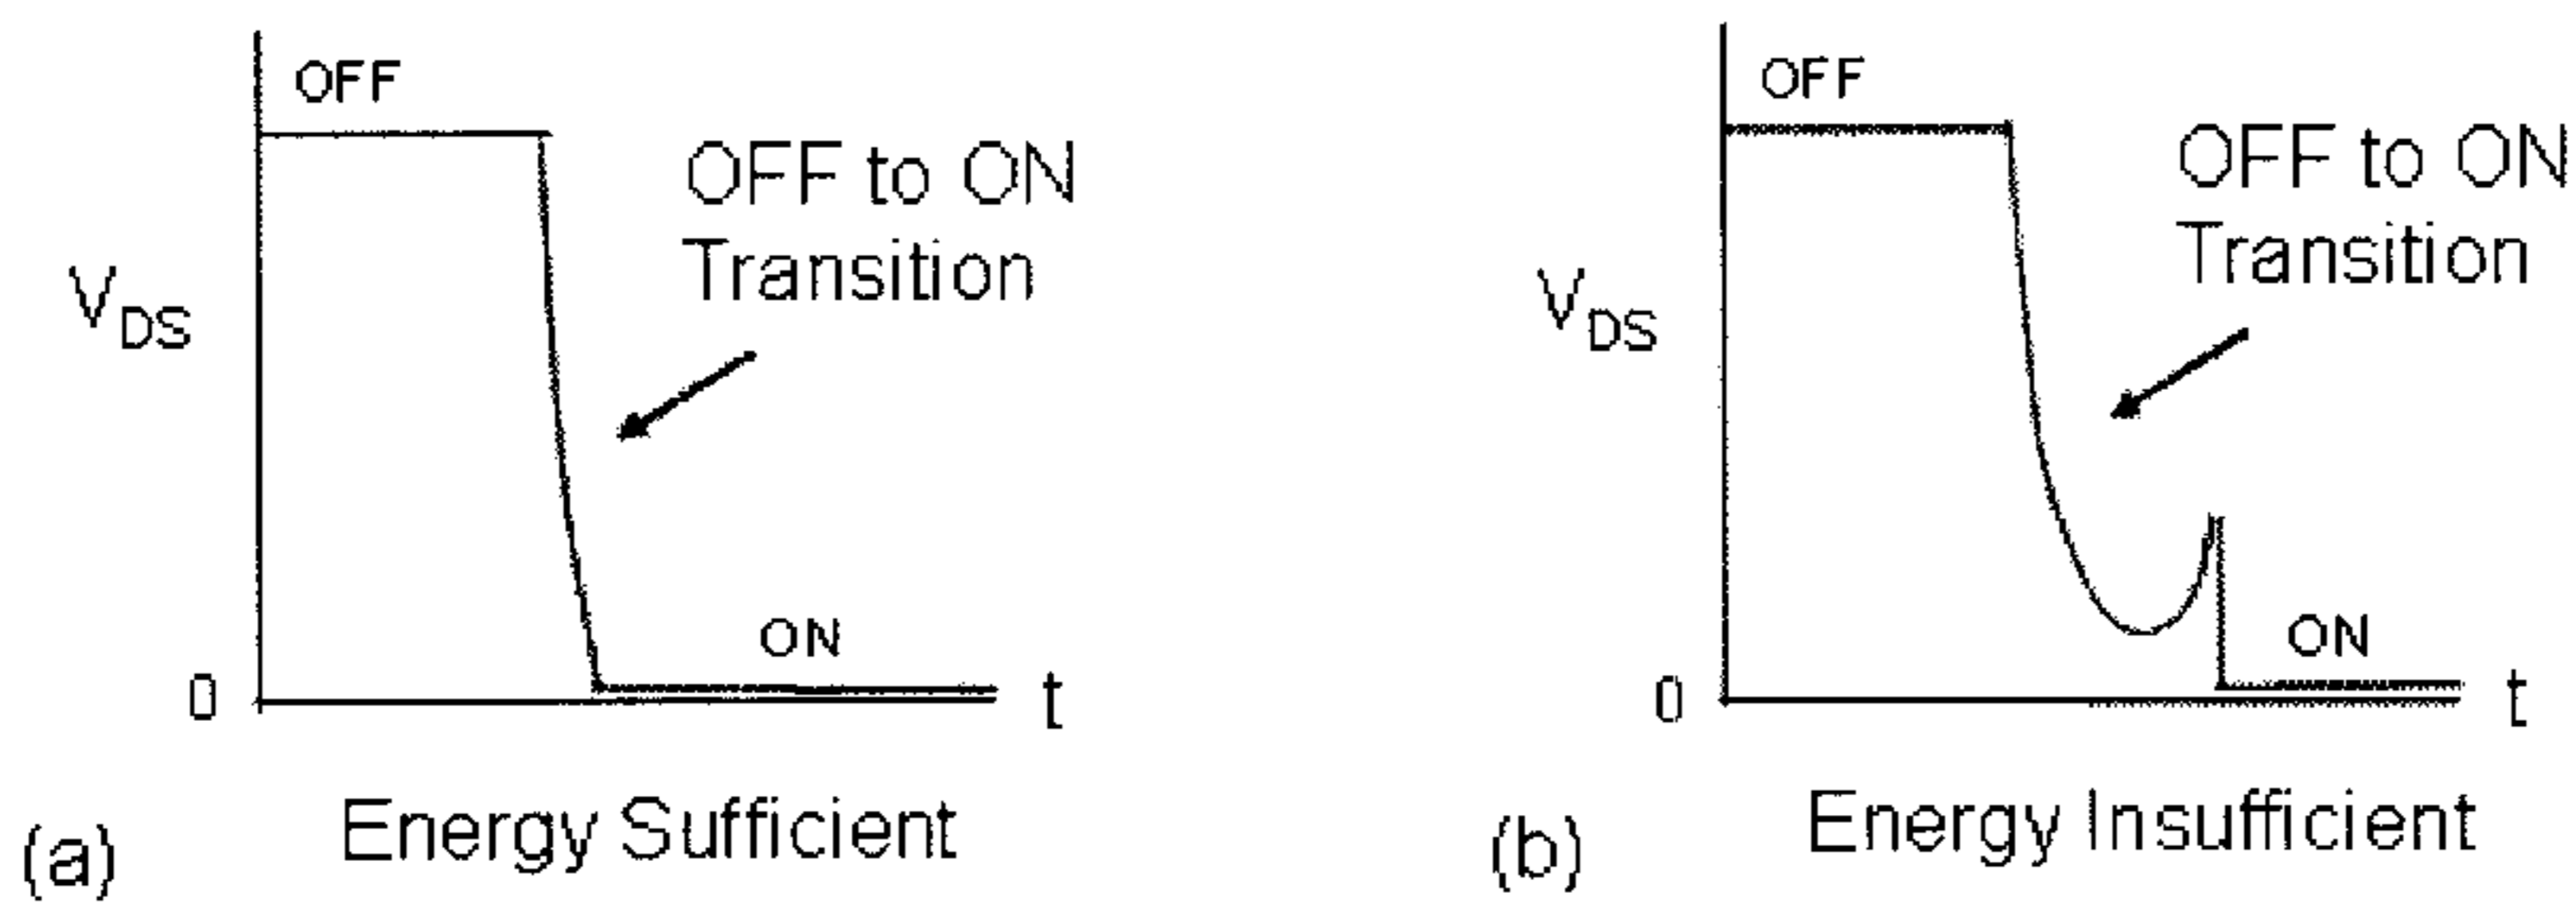 OFF
OFF to ON
Transition
V_DS
ON
0
t
(a)
Energy Sufficient
OFF
OFF to ON
Transition
V_DS
ON
0
t
(b)
Energy Insufficient